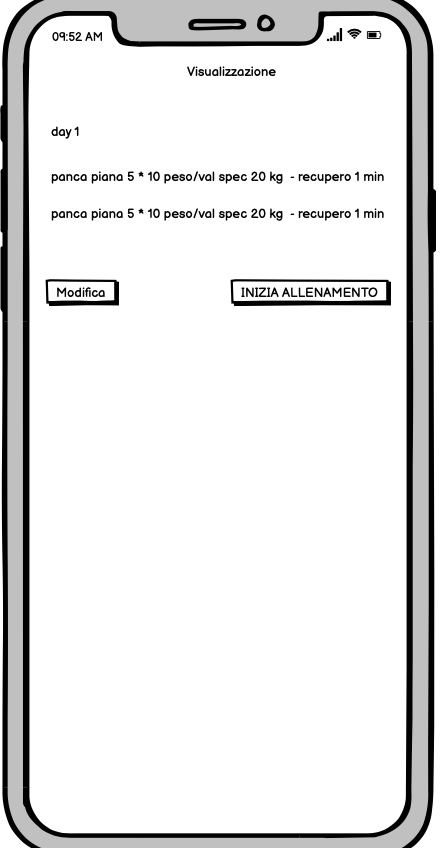 09:52 AM
Visualizzazione
day 1
panca piana 5 * 10 peso/val spec 20 kg  - recupero 1 min
panca piana 5 * 10 peso/val spec 20 kg  - recupero 1 min
Modifica
INIZIA ALLENAMENTO